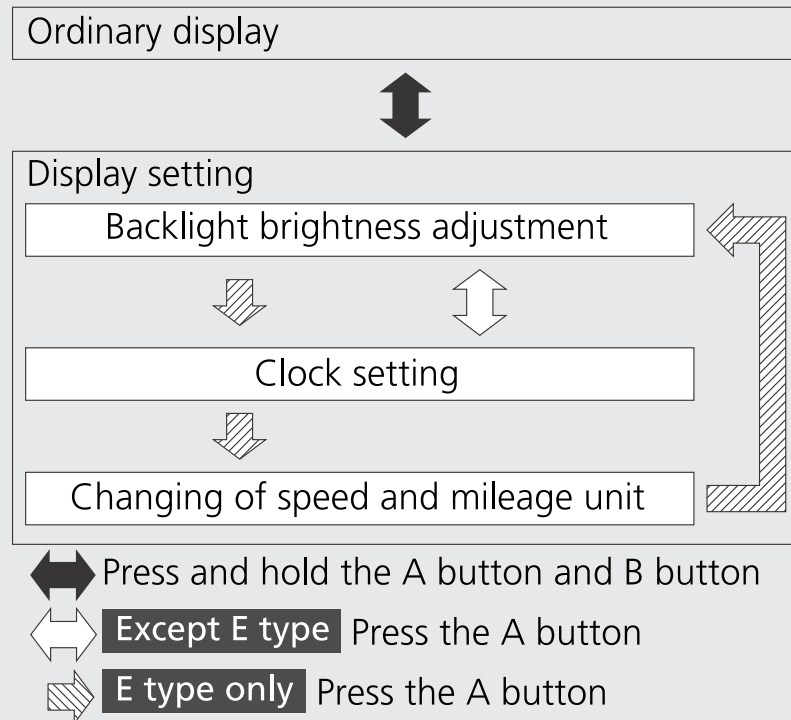 Ordinary display
Display setting
Backlight brightness adjustment
Clock setting
Changing of speed and mileage unit
Press and hold the A button and B button
Except E type Press the A button
E type only Press the A button